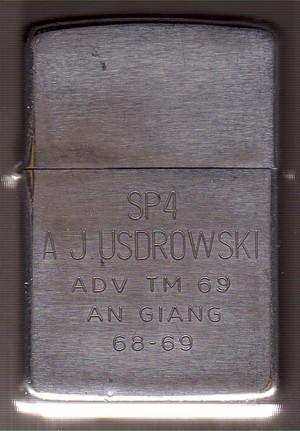 SP4
A J USDROWSKI
ADV TM 69
AN GIANG
68-69